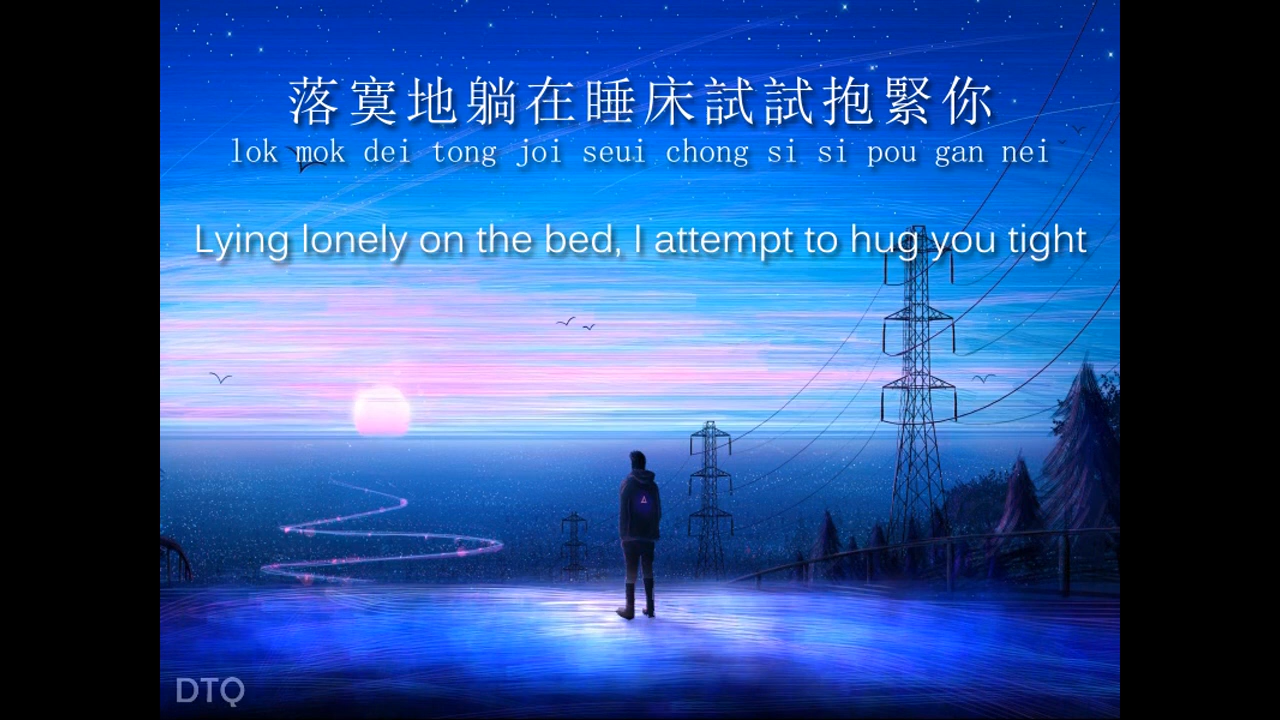 落寞地躺在睡床試試抱緊你
lok mok dei tong joi seui chong si si pou gan nei
Lying lonely on the bed, I attempt to hug you tight
DTQ